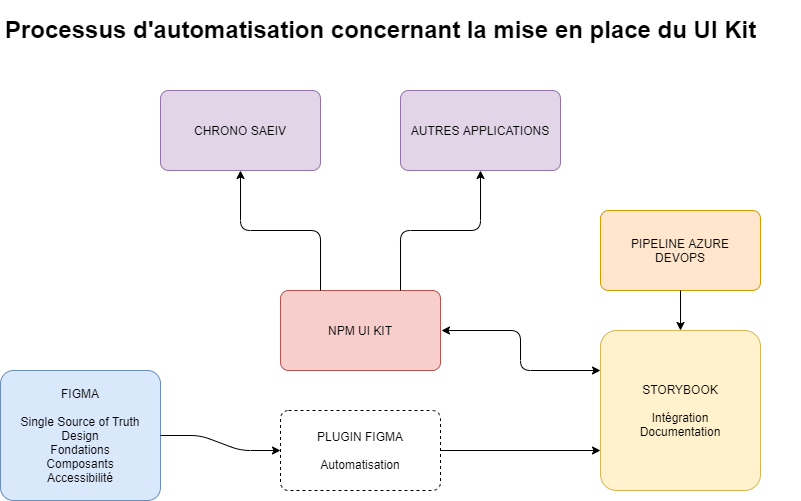 Processus d'automatisation concernant la mise en place du UI Kit
CHRONO SAEIV
AUTRES APPLICATIONS
PIPELINE AZURE
DEVOPS
NPM UI KIT
STORYBOOK
Intégration
Documentation
FIGMA
Single Source of Truth
Design
Fondations
Composants
Accessibilité
PLUGIN FIGMA
Automatisation